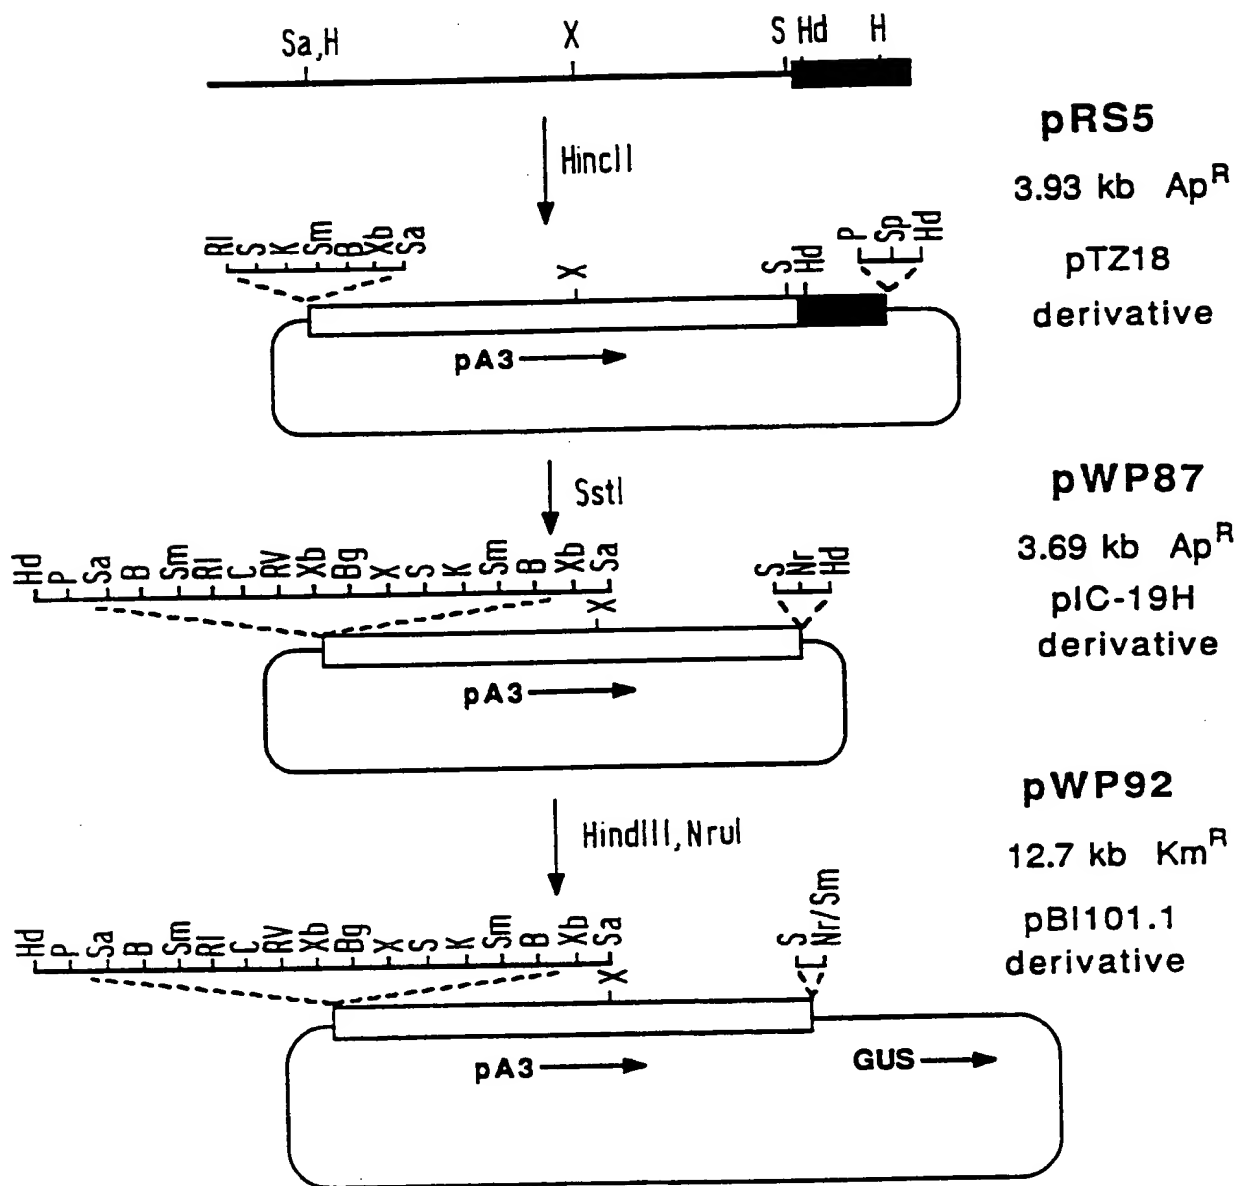 Sa,H X S Hd H
HincII
pRS5
3.93 kb Ap^R
pTZ18
derivative
RI S K Sm B Xb Sa
X S Hd
P Sp Hd
pA3
SstI
pWP87
3.69 kb Ap^R
pIC-19H
derivative
Hd P Sa B Sm RI C RV Xb Bg X S K Sm B Xb Sa
X
S Nr Hd
pA3
HindIII,NruI
pWP92
12.7 kb Km^R
pBI101.1
derivative
Hd P Sa B Sm RI C RV Xb Bg X S K Sm B Xb Sa
X
S Nr/Sm
pA3
GUS